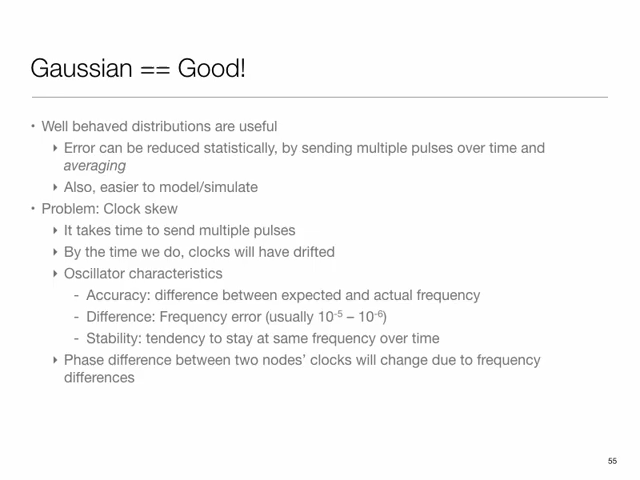 Gaussian == Good!
• Well behaved distributions are useful
‣ Error can be reduced statistically, by sending multiple pulses over time and
averaging
‣ Also, easier to model/simulate
• Problem: Clock skew
‣ It takes time to send multiple pulses
‣ By the time we do, clocks will have drifted
‣ Oscillator characteristics
- Accuracy: difference between expected and actual frequency
- Difference: Frequency error (usually 10⁻⁵ – 10⁻⁶)
- Stability: tendency to stay at same frequency over time
‣ Phase difference between two nodes’ clocks will change due to frequency
differences
55